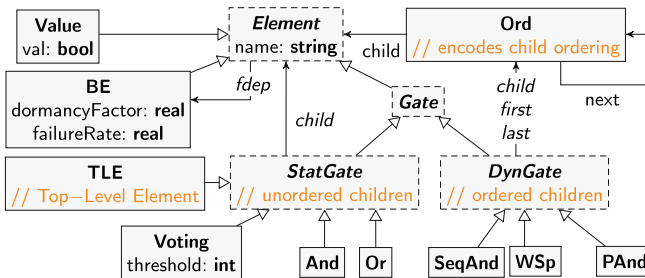 Value
val: bool
Element
name: string
Ord
// encodes child ordering
child
BE
dormancyFactor: real
failureRate: real
fdep
child
Gate
child
first
last
next
TLE
// Top-Level Element
StatGate
// unordered children
DynGate
// ordered children
Voting
threshold: int
And
Or
SeqAnd
WSp
PAnd